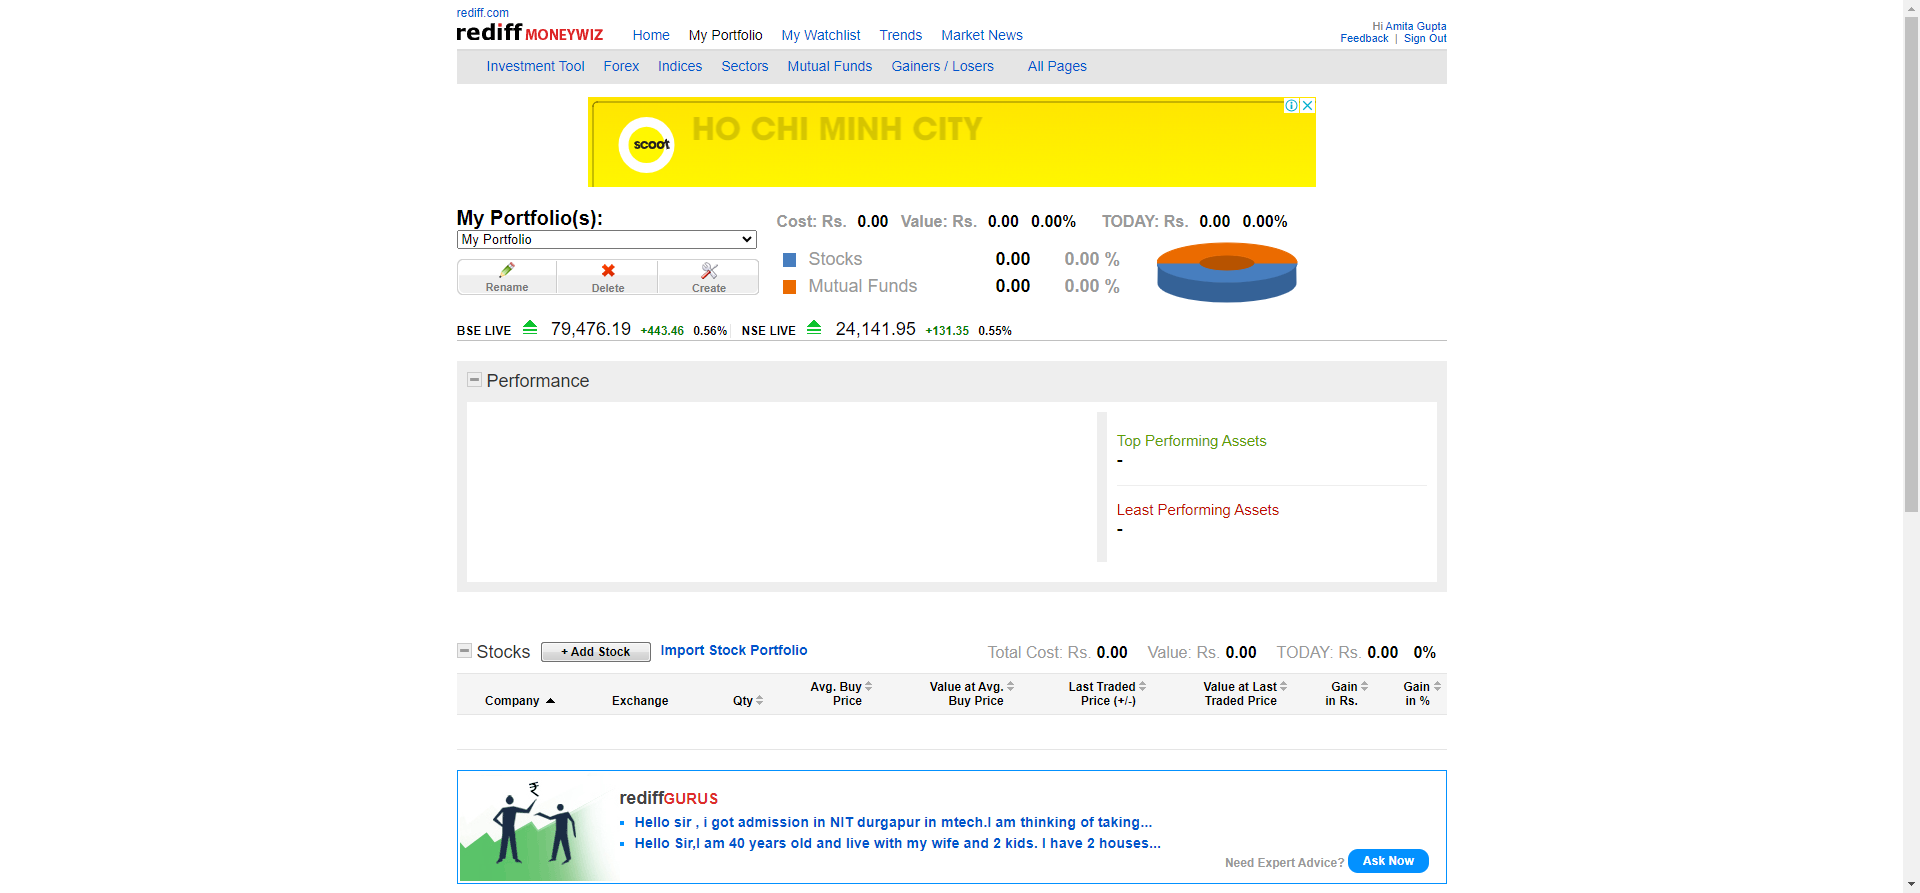 rediff.com
rediff MONEYWIZ
Home My Portfolio My Watchlist Trends Market News
Hi Amita Gupta
Feedback | Sign Out
Investment Tool Forex Indices Sectors Mutual Funds Gainers / Losers All Pages
scoot HO CHI MINH CITY
My Portfolio(s):
My Portfolio
Rename Delete Create
Cost: Rs. 0.00 Value: Rs. 0.00 0.00% TODAY: Rs. 0.00 0.00%
Stocks 0.00 0.00 %
Mutual Funds 0.00 0.00 %
BSE LIVE 79,476.19 +443.46 0.56% NSE LIVE 24,141.95 +131.35 0.55%
Performance
Top Performing Assets
-
Least Performing Assets
-
Stocks + Add Stock Import Stock Portfolio Total Cost: Rs. 0.00 Value: Rs. 0.00 TODAY: Rs. 0.00 0%
Company Exchange Qty Avg. Buy Price Value at Avg. Buy Price Last Traded Price (+/-) Value at Last Traded Price Gain in Rs. Gain in %
₹
rediffGURUS
Hello sir , i got admission in NIT durgapur in mtech.I am thinking of taking...
Hello Sir,I am 40 years old and live with my wife and 2 kids. I have 2 houses...
Need Expert Advice? Ask Now